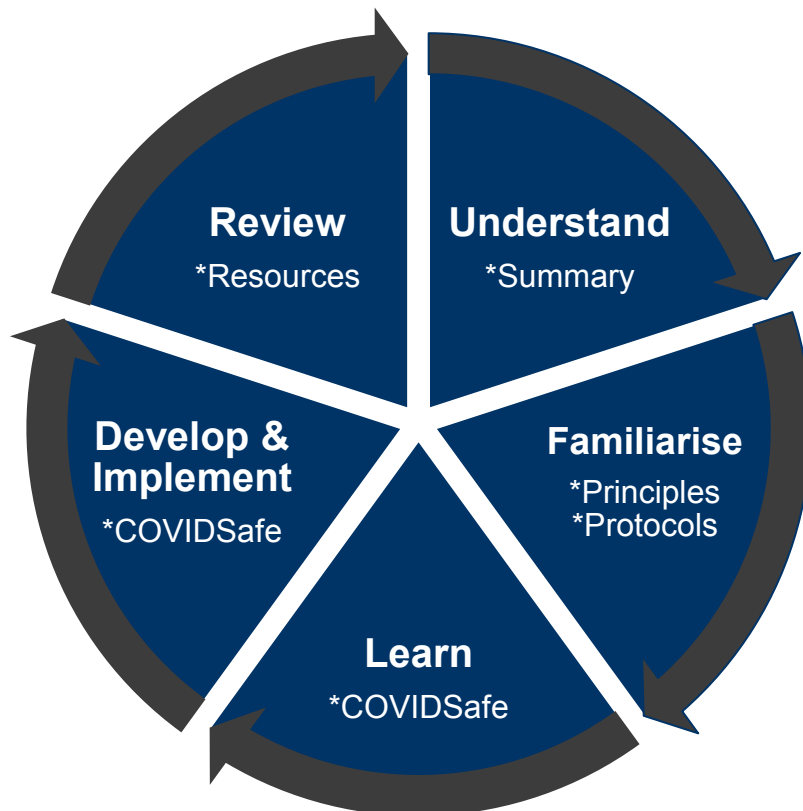 Review
*Resources
Understand
*Summary
Familiarise
*Principles
*Protocols
Learn
*COVIDSafe
Develop &
Implement
*COVIDSafe